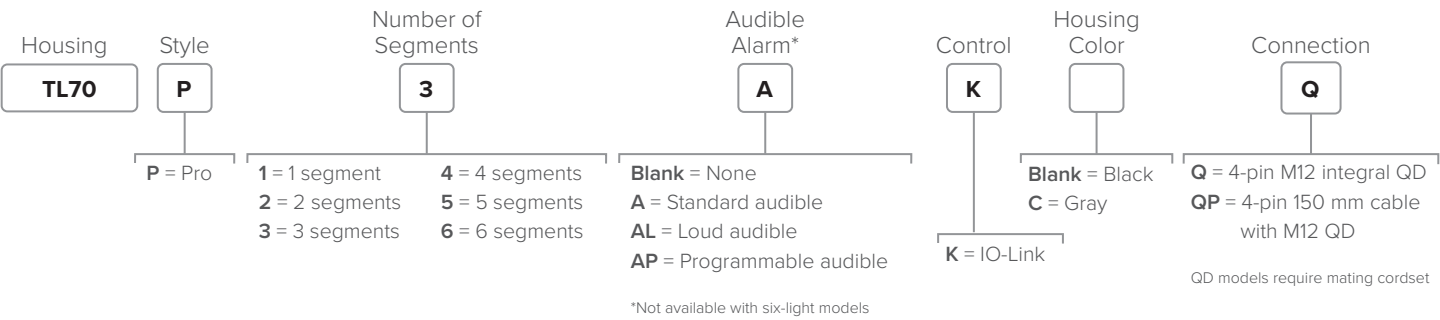 Housing
Style
Number of
Segments
Audible
Alarm*
Control
Housing
Color
Connection
TL70
P
3
A
K
Q
P = Pro
1 = 1 segment
2 = 2 segments
3 = 3 segments
4 = 4 segments
5 = 5 segments
6 = 6 segments
Blank = None
A = Standard audible
AL = Loud audible
AP = Programmable audible
*Not available with six-light models
K = IO-Link
Blank = Black
C = Gray
Q = 4-pin M12 integral QD
QP = 4-pin 150 mm cable
with M12 QD
QD models require mating cordset